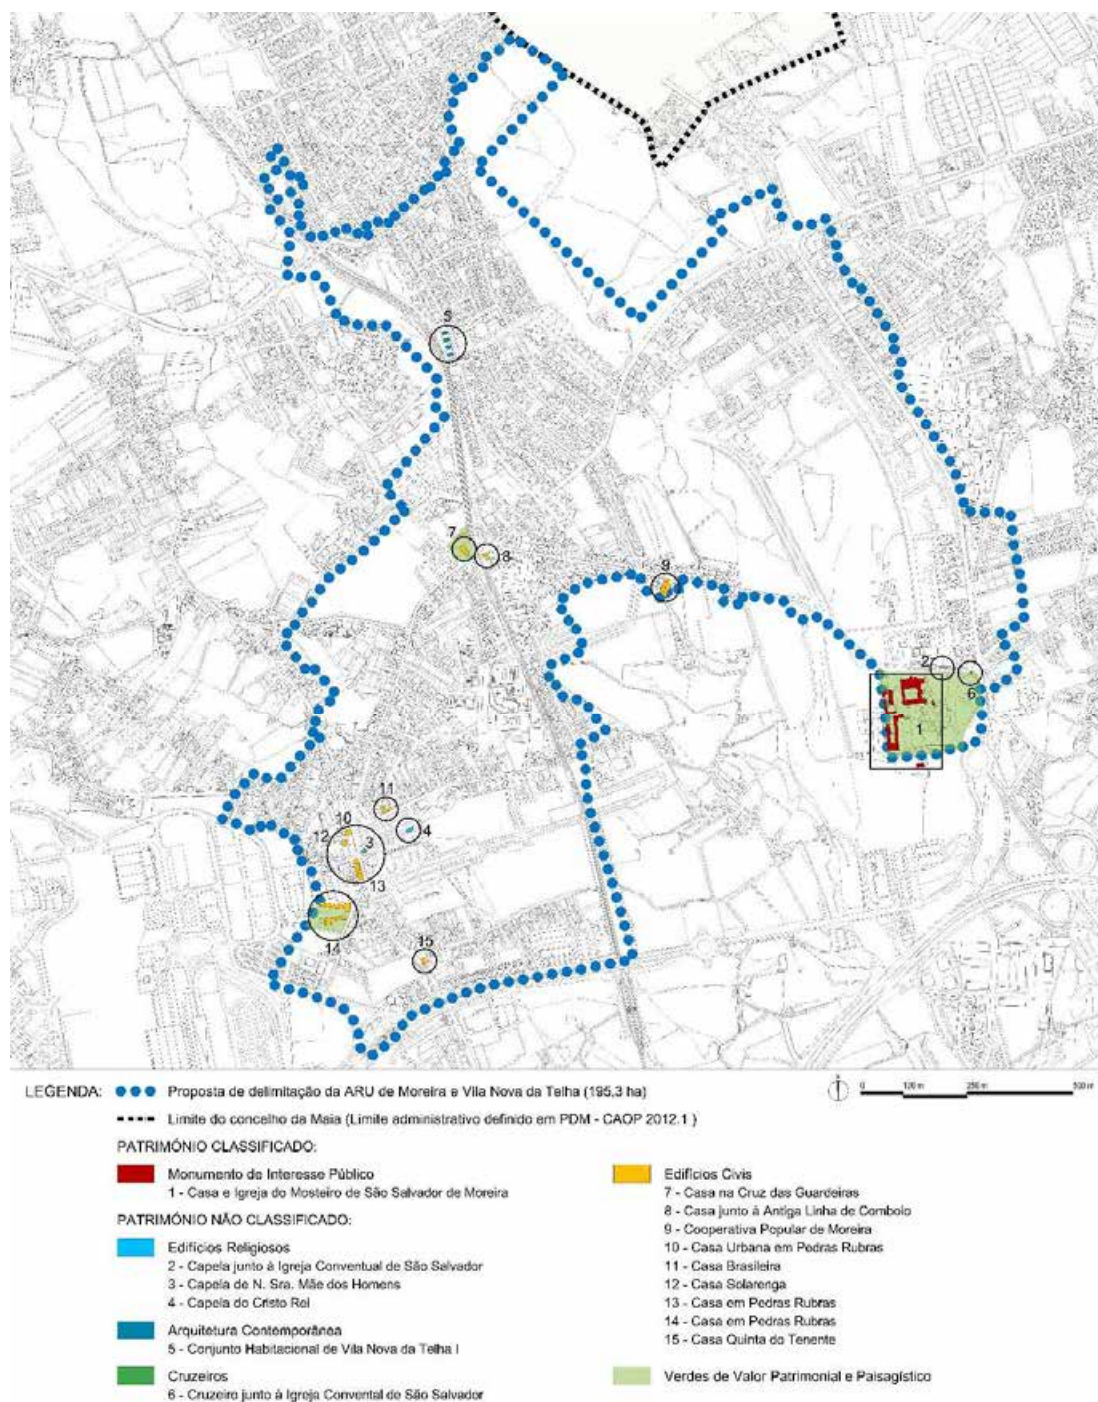 5
7
8
9
2
6
1
11
10
4
12
3
13
14
15
LEGENDA:
Proposta de delimitação da ARU de Moreira e Vila Nova da Telha (195,3 ha)
0 100 m 250 m 500 m
Limite do concelho da Maia (Limite administrativo definido em PDM - CAOP 2012.1 )
PATRIMÓNIO CLASSIFICADO:
Monumento de Interesse Público
1 - Casa e Igreja do Mosteiro de São Salvador de Moreira
PATRIMÓNIO NÃO CLASSIFICADO:
Edifícios Religiosos
2 - Capela junto à Igreja Conventual de São Salvador
3 - Capela de N. Sra. Mãe dos Homens
4 - Capela do Cristo Rei
Arquitetura Contemporânea
5 - Conjunto Habitacional de Vila Nova da Telha I
Cruzeiros
6 - Cruzeiro junto à Igreja Convental de São Salvador
Edifícios Civis
7 - Casa na Cruz das Guardeiras
8 - Casa junto à Antiga Linha de Comboio
9 - Cooperativa Popular de Moreira
10 - Casa Urbana em Pedras Rubras
11 - Casa Brasileira
12 - Casa Solarenga
13 - Casa em Pedras Rubras
14 - Casa em Pedras Rubras
15 - Casa Quinta do Tenente
Verdes de Valor Patrimonial e Paisagístico